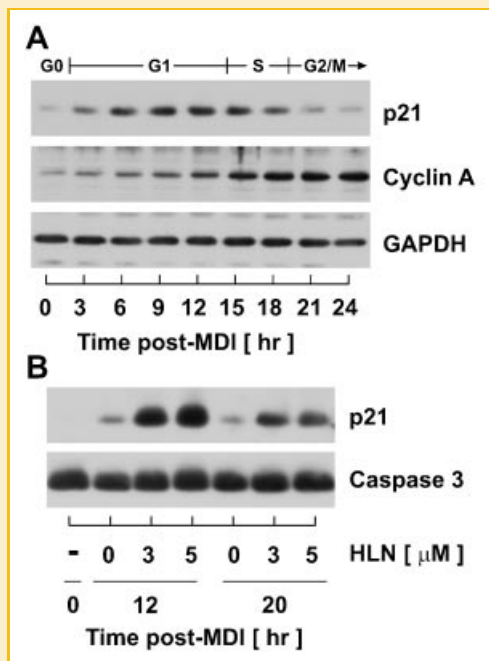 A
G0 G1 S G2/M
p21
Cyclin A
GAPDH
0 3 6 9 12 15 18 21 24
Time post-MDI [ hr ]
B
p21
Caspase 3
- 0 3 5 0 3 5 HLN [ μM ]
0 12 20
Time post-MDI [ hr ]